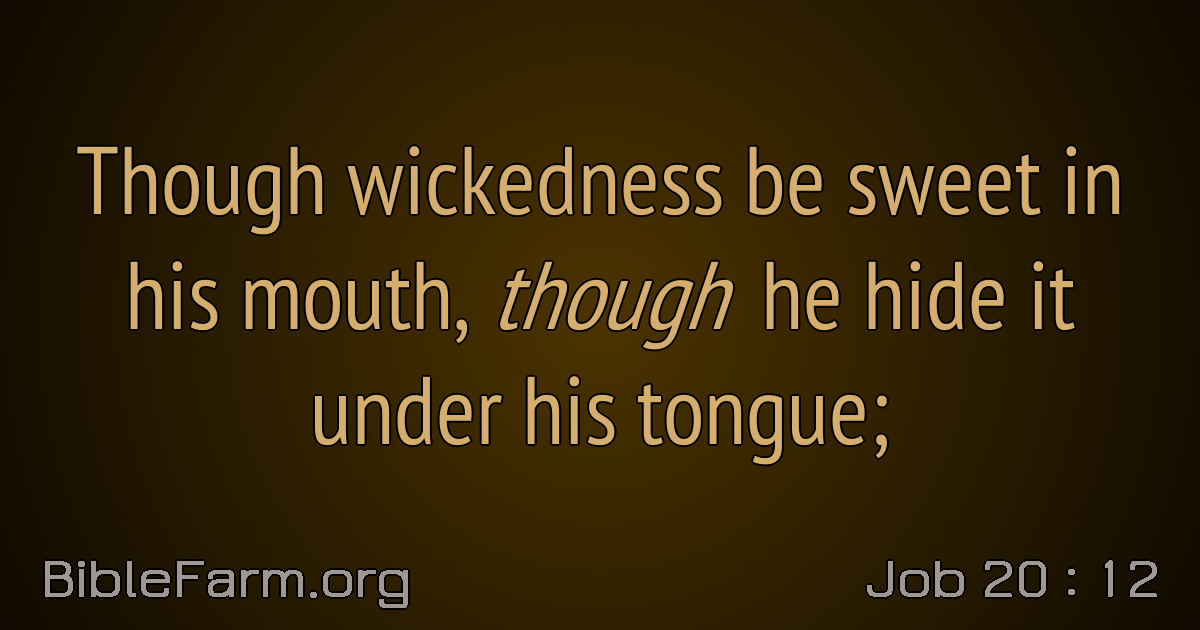 Though wickedness be sweet in
his mouth, though he hide it
under his tongue;
BibleFarm.org
Job 20 : 12